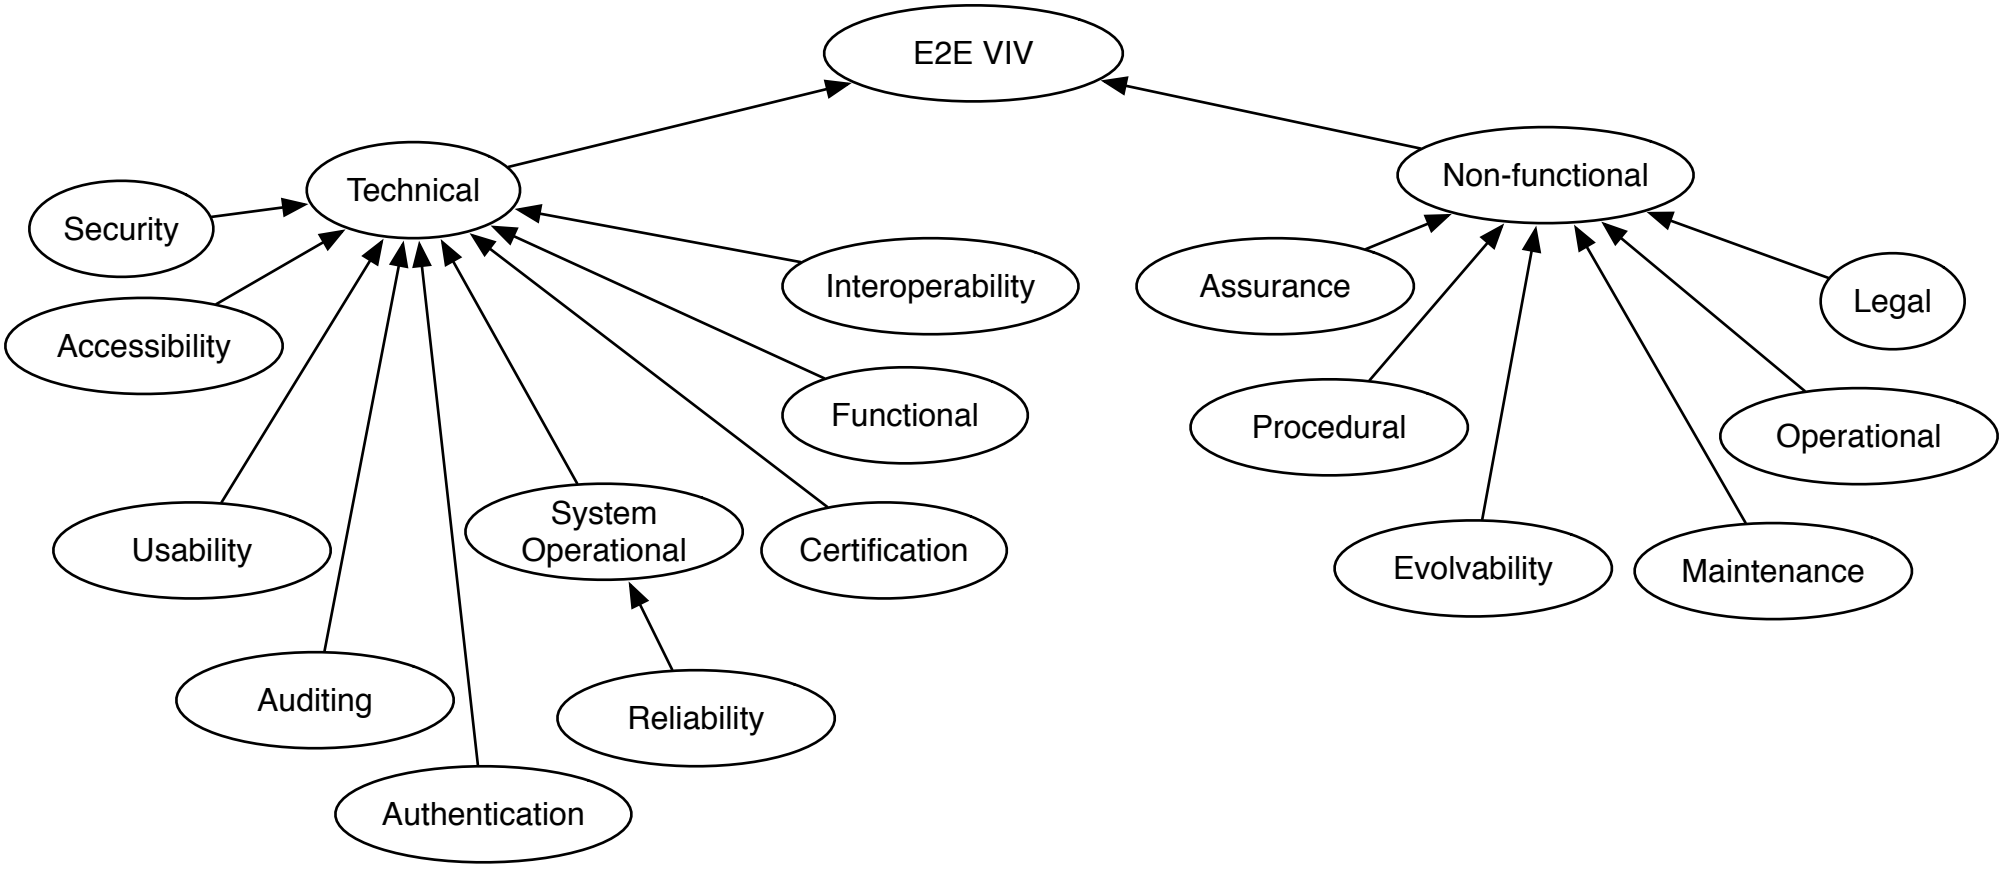 E2E VIV
Technical
Non-functional
Security
Accessibility
Interoperability
Assurance
Legal
Functional
Procedural
Operational
Usability
System
Operational
Certification
Evolvability
Maintenance
Auditing
Reliability
Authentication